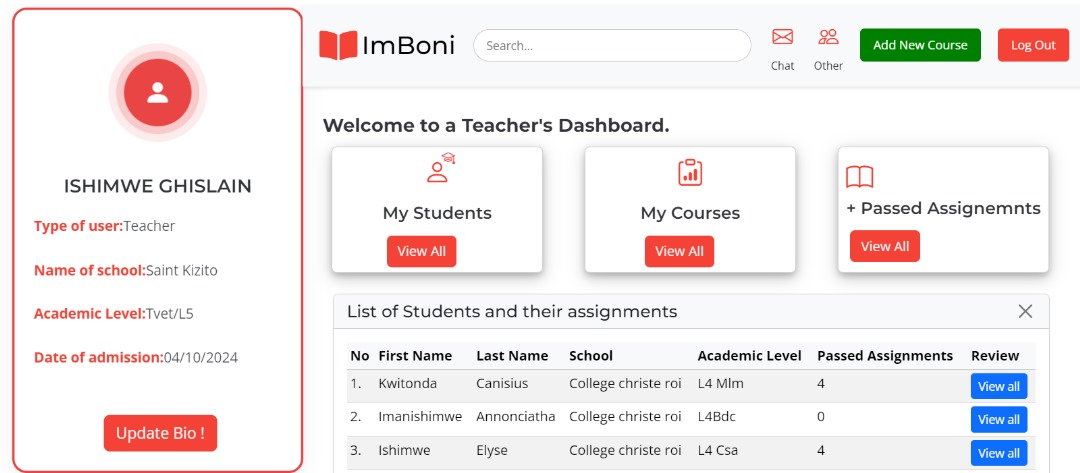 ISHIMWE GHISLAIN
Type of user:Teacher
Name of school:Saint Kizito
Academic Level:Tvet/L5
Date of admission:04/10/2024
Update Bio !
ImBoni
Search...
Chat
Other
Add New Course
Log Out
Welcome to a Teacher's Dashboard.
My Students
View All
My Courses
View All
+ Passed Assignemnts
View All
List of Students and their assignments
No First Name Last Name School Academic Level Passed Assignments Review
1. Kwitonda Canisius College christe roi L4 Mlm 4 View all
2. Imanishimwe Annonciatha College christe roi L4Bdc 0 View all
3. Ishimwe Elyse College christe roi L4 Csa 4 View all